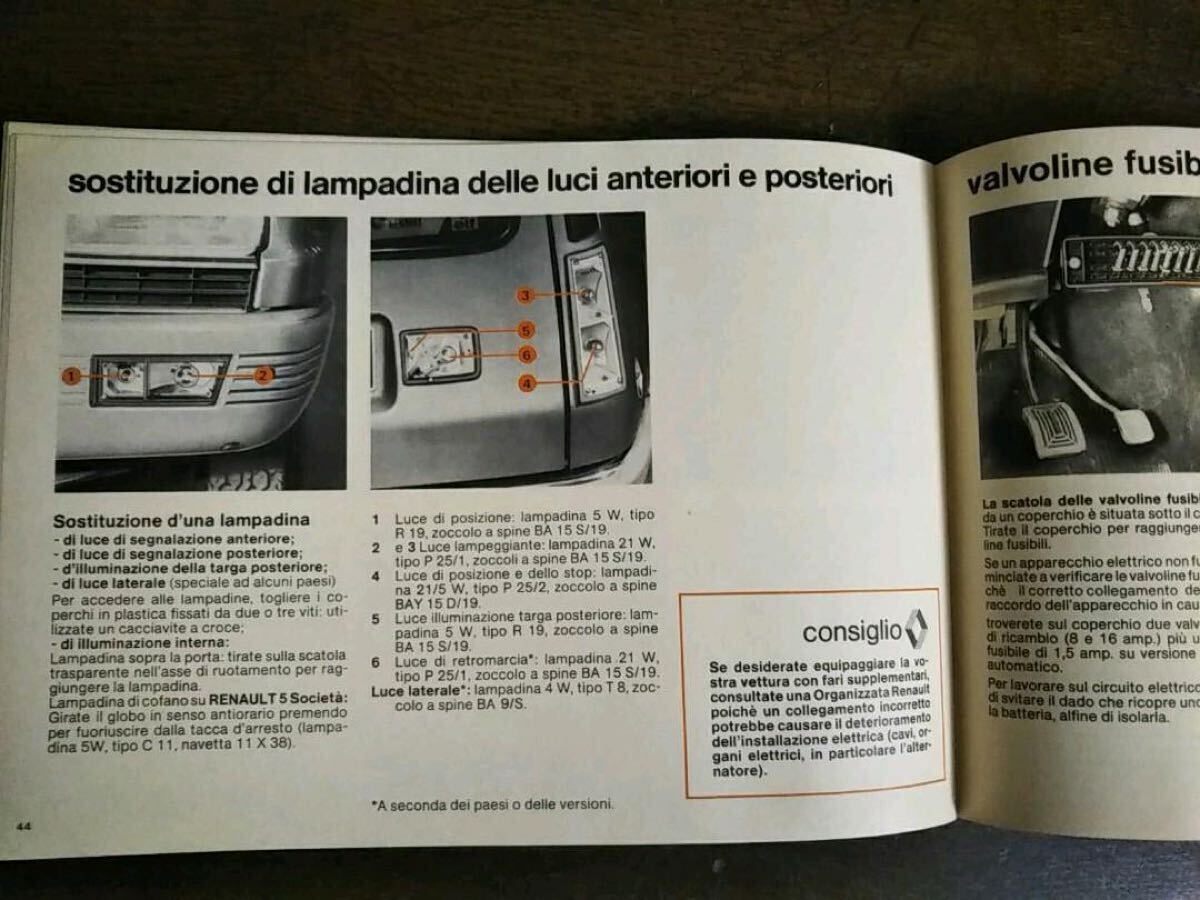 sostituzione di lampadina delle luci anteriori e posteriori
1
2
3
5
6
4
Sostituzione d'una lampadina
- di luce di segnalazione anteriore;
- di luce di segnalazione posteriore;
- d'illuminazione della targa posteriore;
- di luce laterale (speciale ad alcuni paesi)
Per accedere alle lampadine, togliere i co-
perchi in plastica fissati da due o tre viti: uti-
lizzate un cacciavite a croce;
- di illuminazione interna:
Lampadina sopra la porta: tirate sulla scatola
trasparente nell'asse di ruotamento per rag-
giungere la lampadina.
Lampadina di cofano su RENAULT 5 Società:
Girate il globo in senso antiorario premendo
per fuoriuscire dalla tacca d'arresto (lampa-
dina 5W, tipo C 11, navetta 11 X 38).
1 Luce di posizione: lampadina 5 W, tipo
R 19, zoccolo a spine BA 15 S/19.
2 e 3 Luce lampeggiante: lampadina 21 W,
tipo P 25/1, zoccoli a spine BA 15 S/19.
4 Luce di posizione e dello stop: lampadi-
na 21/5 W, tipo P 25/2, zoccolo a spine
BAY 15 D/19.
5 Luce illuminazione targa posteriore: lam-
padina 5 W, tipo R 19, zoccolo a spine
BA 15 S/19.
6 Luce di retromarcia*: lampadina 21 W,
tipo P 25/1, zoccolo a spine BA 15 S/19.
Luce laterale*: lampadina 4 W, tipo T 8, zoc-
colo a spine BA 9/S.
*A seconda dei paesi o delle versioni.
consiglio
Se desiderate equipaggiare la vo-
stra vettura con fari supplementari,
consultate una Organizzata Renault
poichè un collegamento incorretto
potrebbe causare il deterioramento
dell'installazione elettrica (cavi, or-
gani elettrici, in particolare l'alter-
natore).
44
valvoline fusib
La scatola delle valvoline fusibi
da un coperchio è situata sotto il c
Tirate il coperchio per raggiunger
line fusibili.
Se un apparecchio elettrico non fu
minciate a verificare le valvoline fu
chè il corretto collegamento de
raccordo dell'apparecchio in cau
troverete sul coperchio due valv
di ricambio (8 e 16 amp.) più u
fusibile di 1,5 amp. su versione
automatico.
Per lavorare sul circuito elettrico
di svitare il dado che ricopre uno
la batteria, alfine di isolarla.